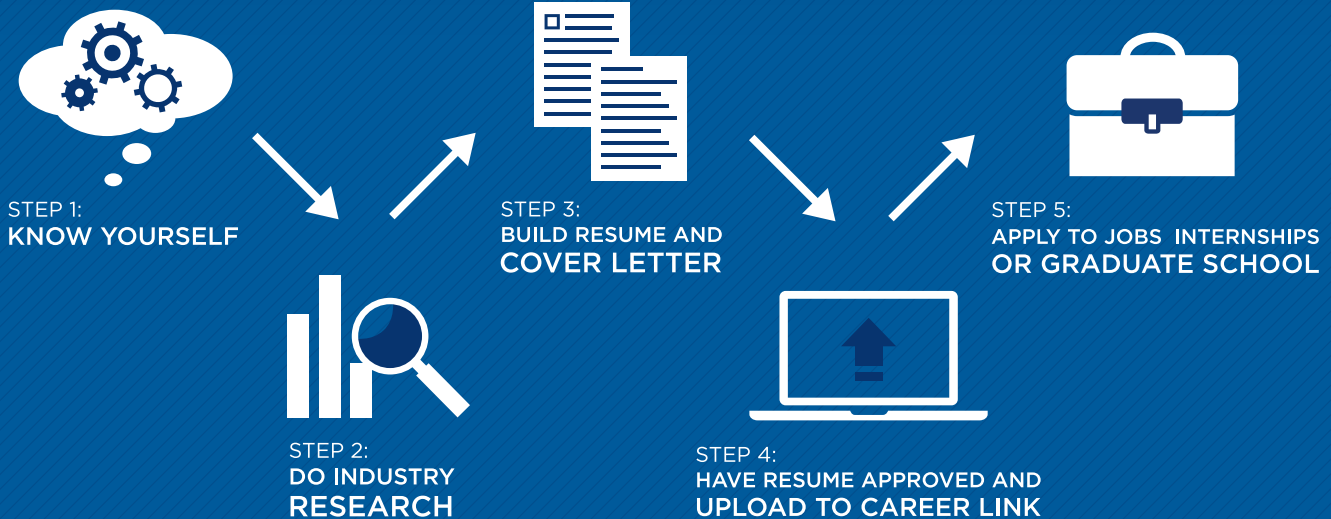 STEP 1:
KNOW YOURSELF
STEP 2:
DO INDUSTRY
RESEARCH
STEP 3:
BUILD RESUME AND
COVER LETTER
STEP 4:
HAVE RESUME APPROVED AND
UPLOAD TO CAREER LINK
STEP 5:
APPLY TO JOBS INTERNSHIPS
OR GRADUATE SCHOOL